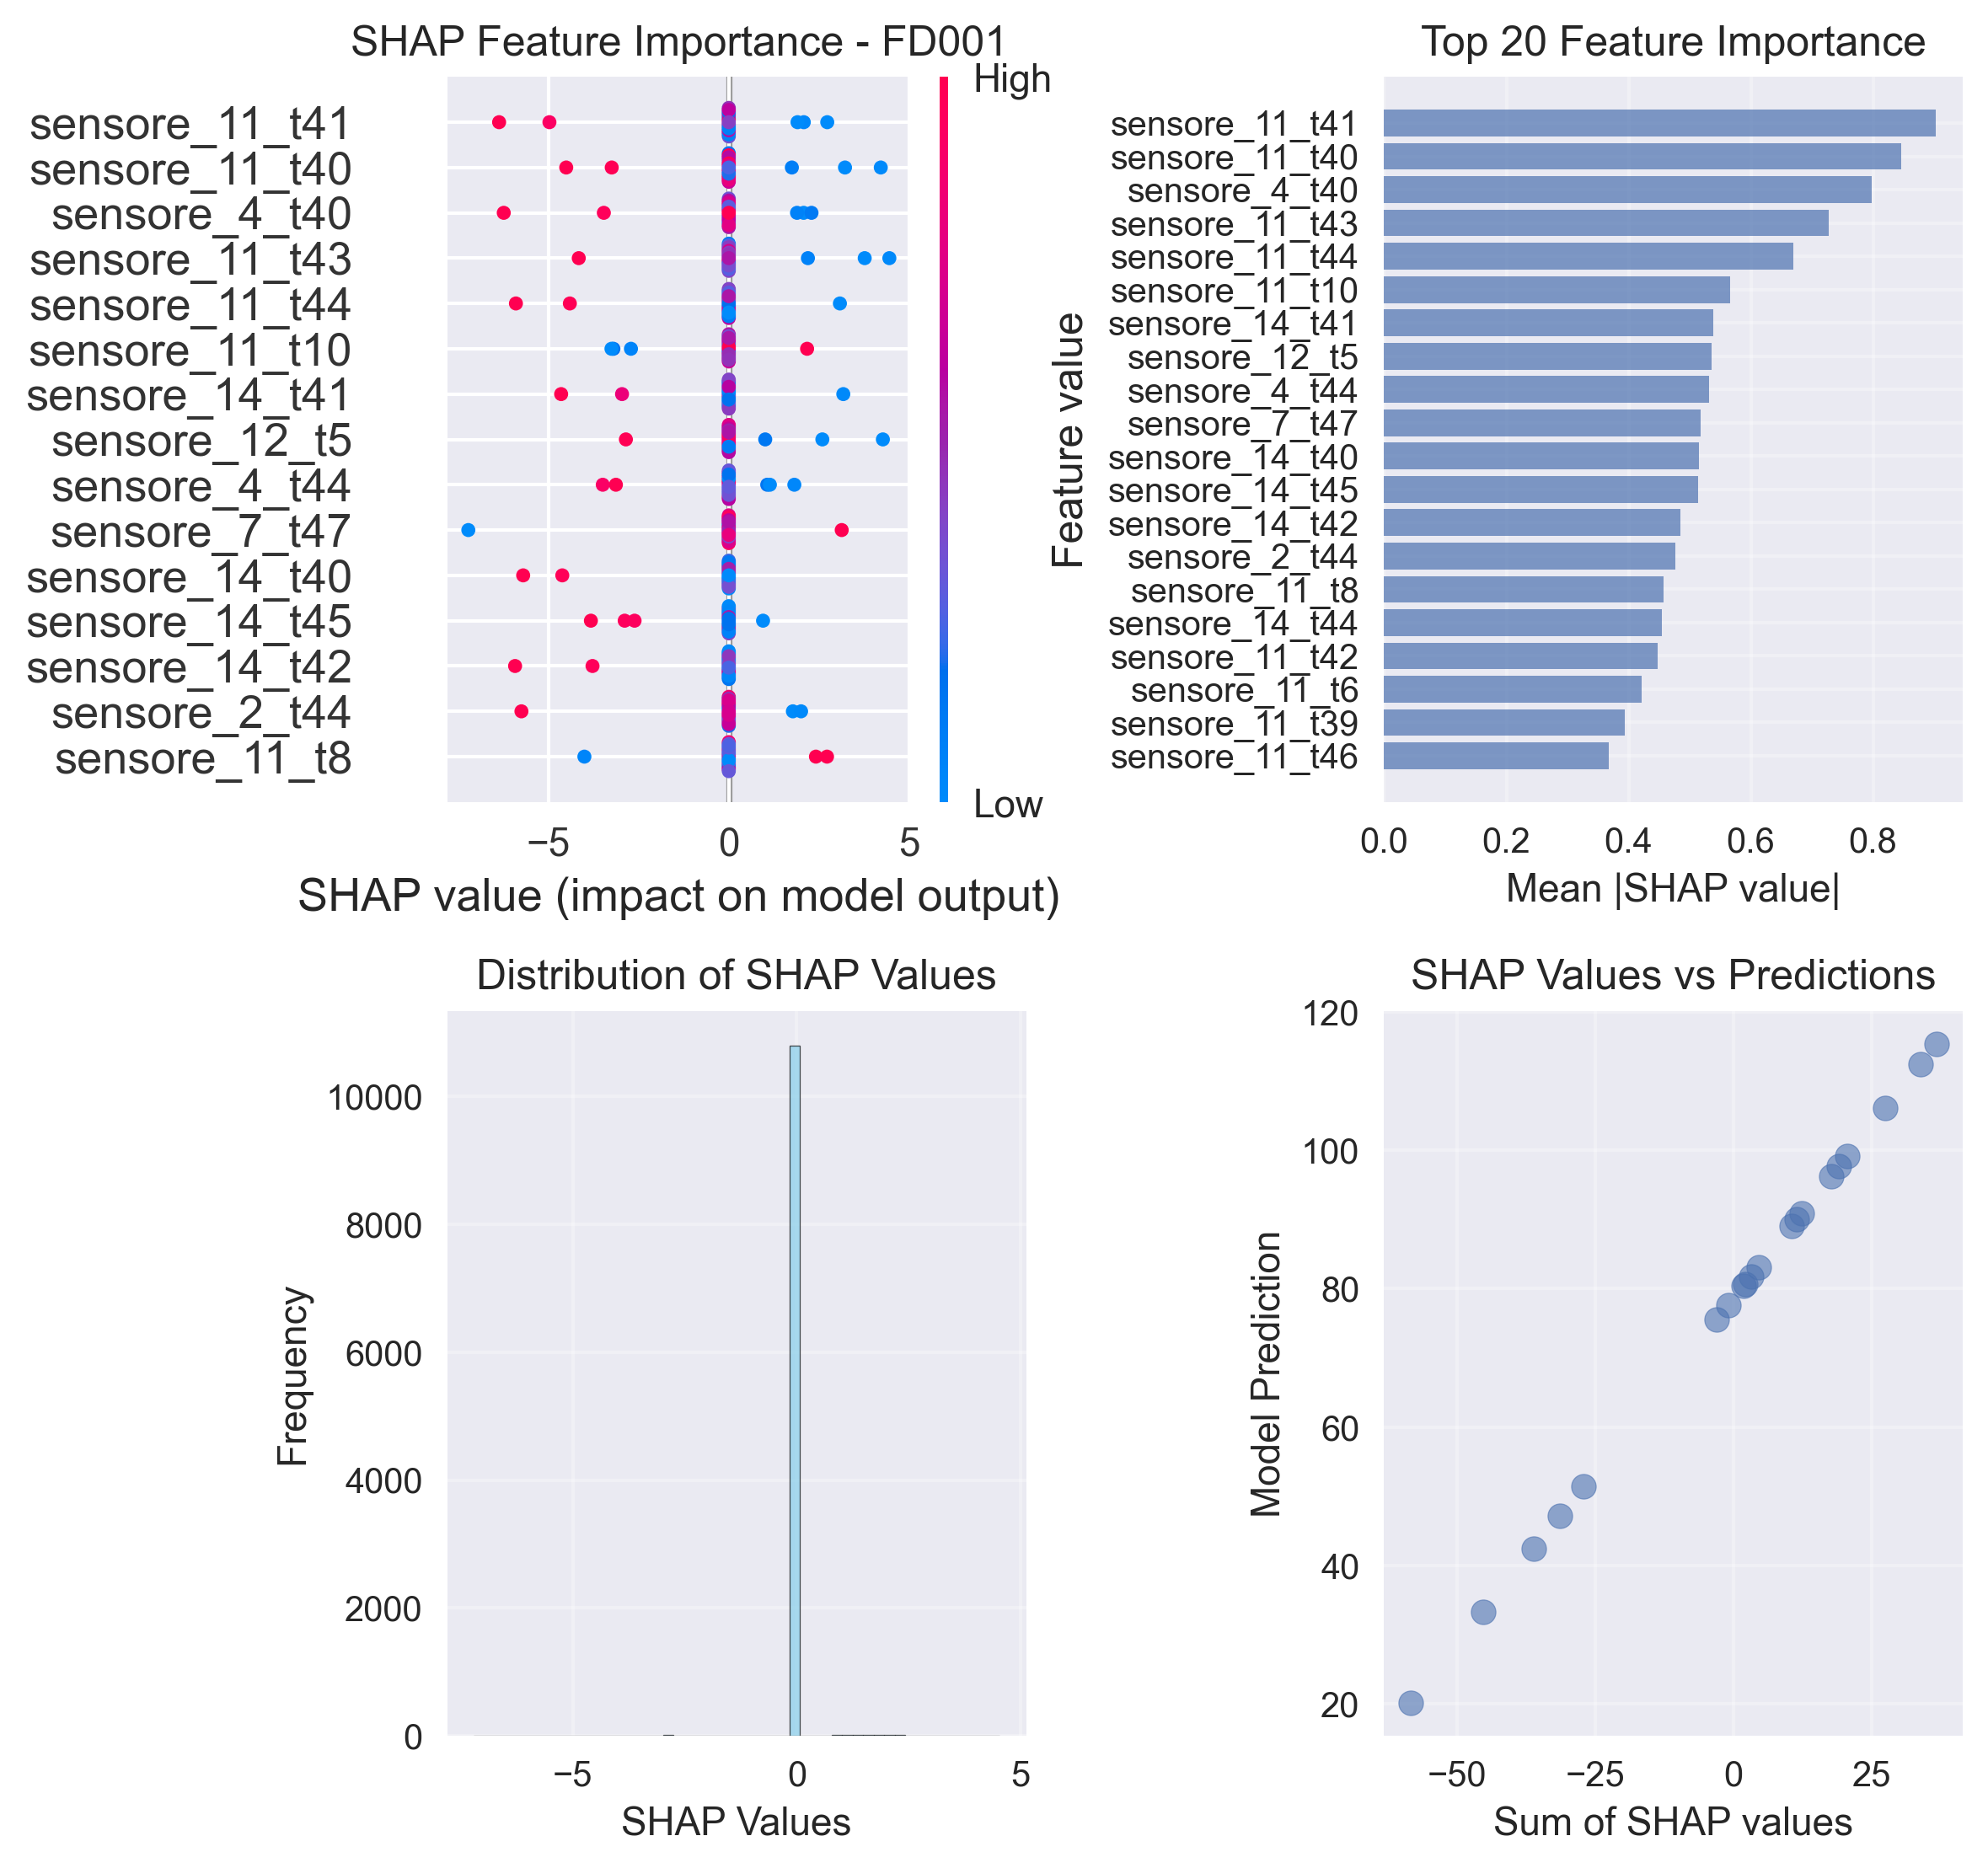 SHAP Feature Importance - FD001
High
sensore_11_t41
sensore_11_t40
sensore_4_t40
sensore_11_t43
sensore_11_t44
sensore_11_t10
sensore_14_t41
sensore_12_t5
sensore_4_t44
sensore_7_t47
sensore_14_t40
sensore_14_t45
sensore_14_t42
sensore_2_t44
sensore_11_t8
Low
Feature value
−5 0 5
SHAP value (impact on model output)
Top 20 Feature Importance
sensore_11_t41
sensore_11_t40
sensore_4_t40
sensore_11_t43
sensore_11_t44
sensore_11_t10
sensore_14_t41
sensore_12_t5
sensore_4_t44
sensore_7_t47
sensore_14_t40
sensore_14_t45
sensore_14_t42
sensore_2_t44
sensore_11_t8
sensore_14_t44
sensore_11_t42
sensore_11_t6
sensore_11_t39
sensore_11_t46
0.0 0.2 0.4 0.6 0.8
Mean |SHAP value|
Distribution of SHAP Values
10000
8000
6000
4000
2000
0
Frequency
−5 0 5
SHAP Values
SHAP Values vs Predictions
120
100
80
60
40
20
Model Prediction
−50 −25 0 25
Sum of SHAP values